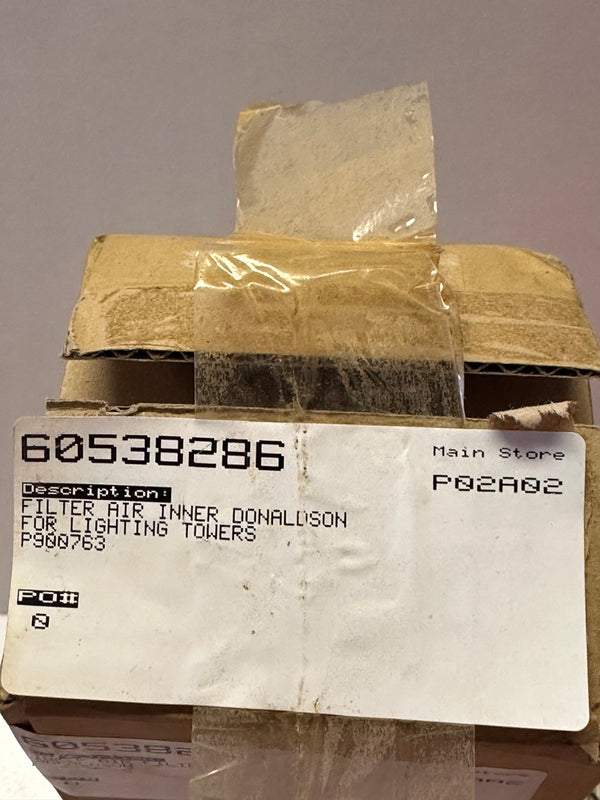 60538286
Main Store
P02A02
Description:
FILTER AIR INNER DONALDSON
FOR LIGHTING TOWERS
P900763
PO#
0